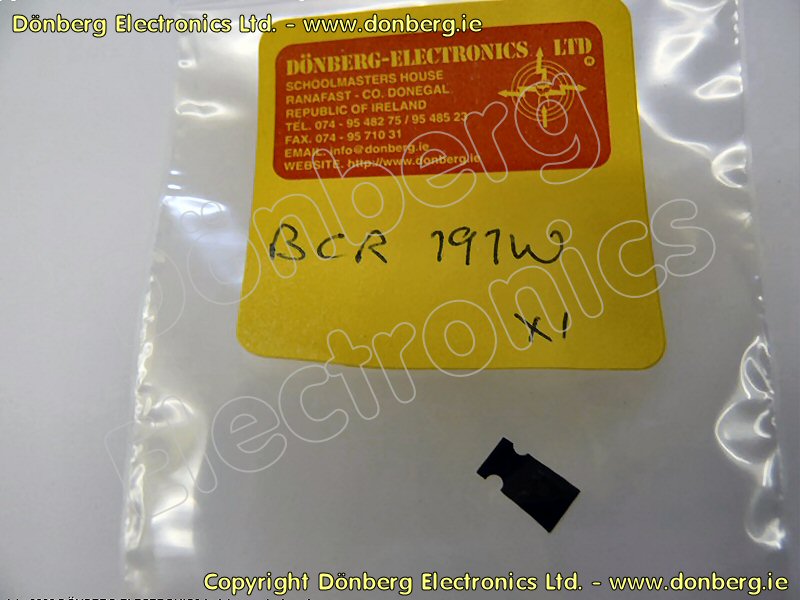 Dönberg Electronics Ltd. - www.donberg.ie
DÖNBERG-ELECTRONICS LTD
®
SCHOOLMASTERS HOUSE
RANAFAST - CO. DONEGAL
REPUBLIC OF IRELAND
TEL. 074 - 95 482 75 / 95 485 23
FAX. 074 - 95 710 31
EMAIL. info@donberg.ie
WEBSITE. http://www.donberg.ie
Dönberg
Electronics
BCR 191W
X1
Copyright Dönberg Electronics Ltd. - www.donberg.ie